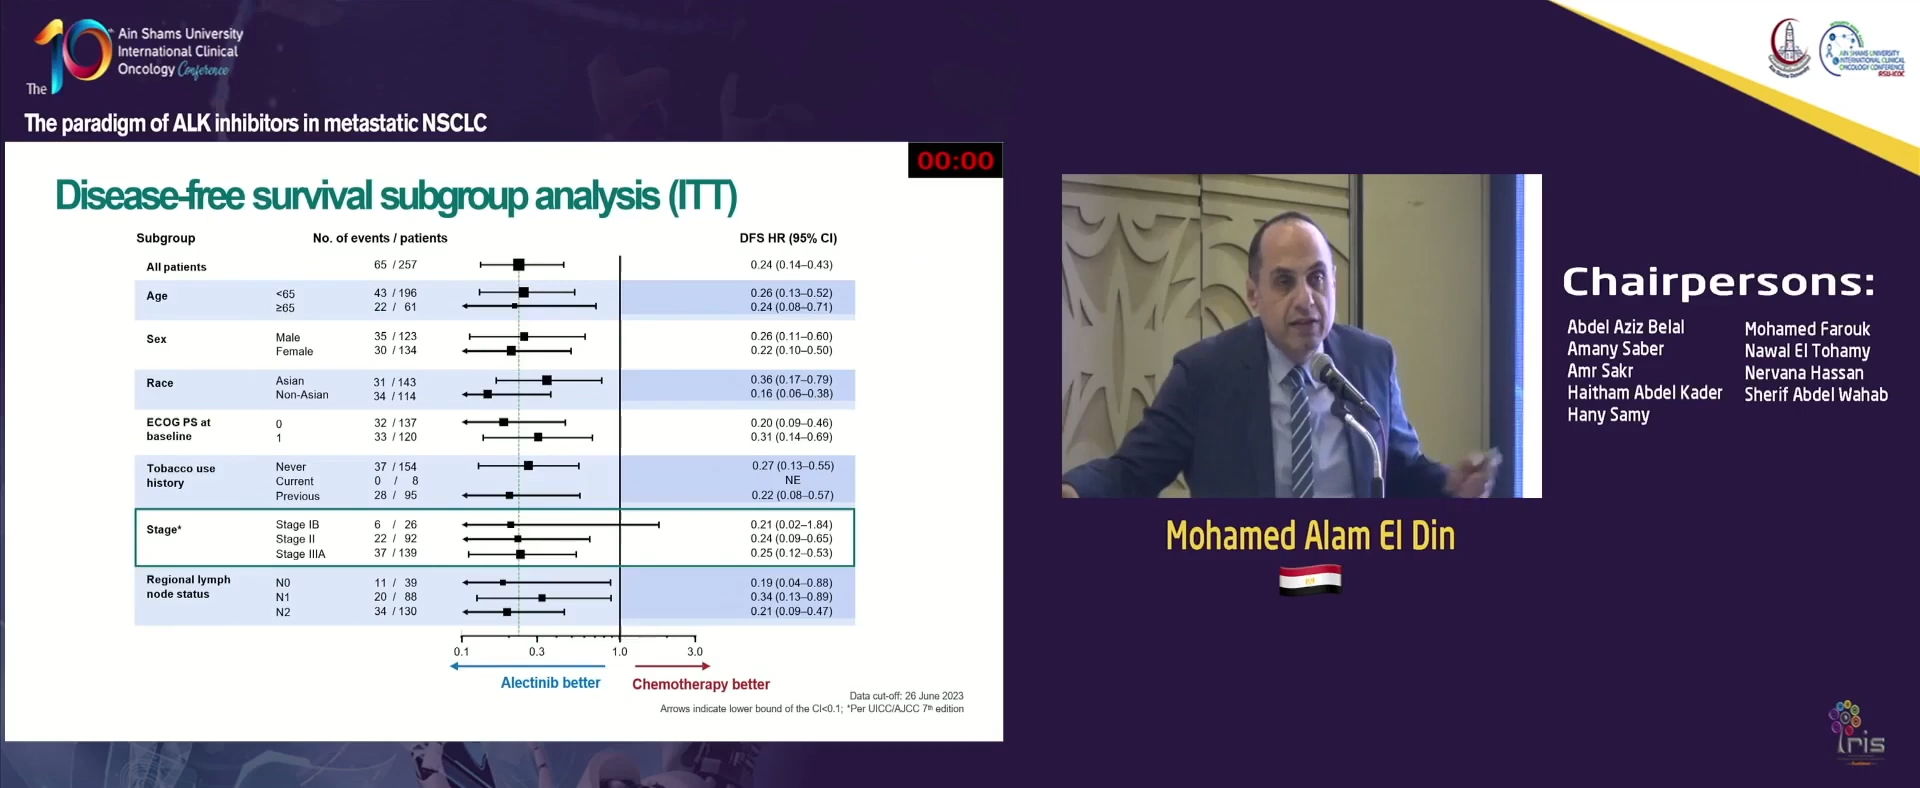 The 10th Ain Shams University
International Clinical
Oncology Conference
The paradigm of ALK inhibitors in metastatic NSCLC
00:00
Disease-free survival subgroup analysis (ITT)
Subgroup No. of events / patients DFS HR (95% CI)
All patients 65 / 257 0.24 (0.14–0.43)
Age <65 43 / 196 0.26 (0.13–0.52)
≥65 22 / 61 0.24 (0.08–0.71)
Sex Male 35 / 123 0.26 (0.11–0.60)
Female 30 / 134 0.22 (0.10–0.50)
Race Asian 31 / 143 0.36 (0.17–0.79)
Non-Asian 34 / 114 0.16 (0.06–0.38)
ECOG PS at 0 32 / 137 0.20 (0.09–0.46)
baseline 1 33 / 120 0.31 (0.14–0.69)
Tobacco use Never 37 / 154 0.27 (0.13–0.55)
history Current 0 / 8 NE
Previous 28 / 95 0.22 (0.08–0.57)
Stage* Stage IB 6 / 26 0.21 (0.02–1.84)
Stage II 22 / 92 0.24 (0.09–0.65)
Stage IIIA 37 / 139 0.25 (0.12–0.53)
Regional lymph N0 11 / 39 0.19 (0.04–0.88)
node status N1 20 / 88 0.34 (0.13–0.89)
N2 34 / 130 0.21 (0.09–0.47)
0.1 0.3 1.0 3.0
Alectinib better Chemotherapy better
Data cut-off: 26 June 2023
Arrows indicate lower bound of the CI<0.1; *Per UICC/AJCC 7th edition
Mohamed Alam El Din
Chairpersons:
Abdel Aziz Belal
Amany Saber
Amr Sakr
Haitham Abdel Kader
Hany Samy
Mohamed Farouk
Nawal El Tohamy
Nervana Hassan
Sherif Abdel Wahab
Ain Shams University
AIN SHAMS UNIVERSITY
INTERNATIONAL CLINICAL
ONCOLOGY CONFERENCE
Iris